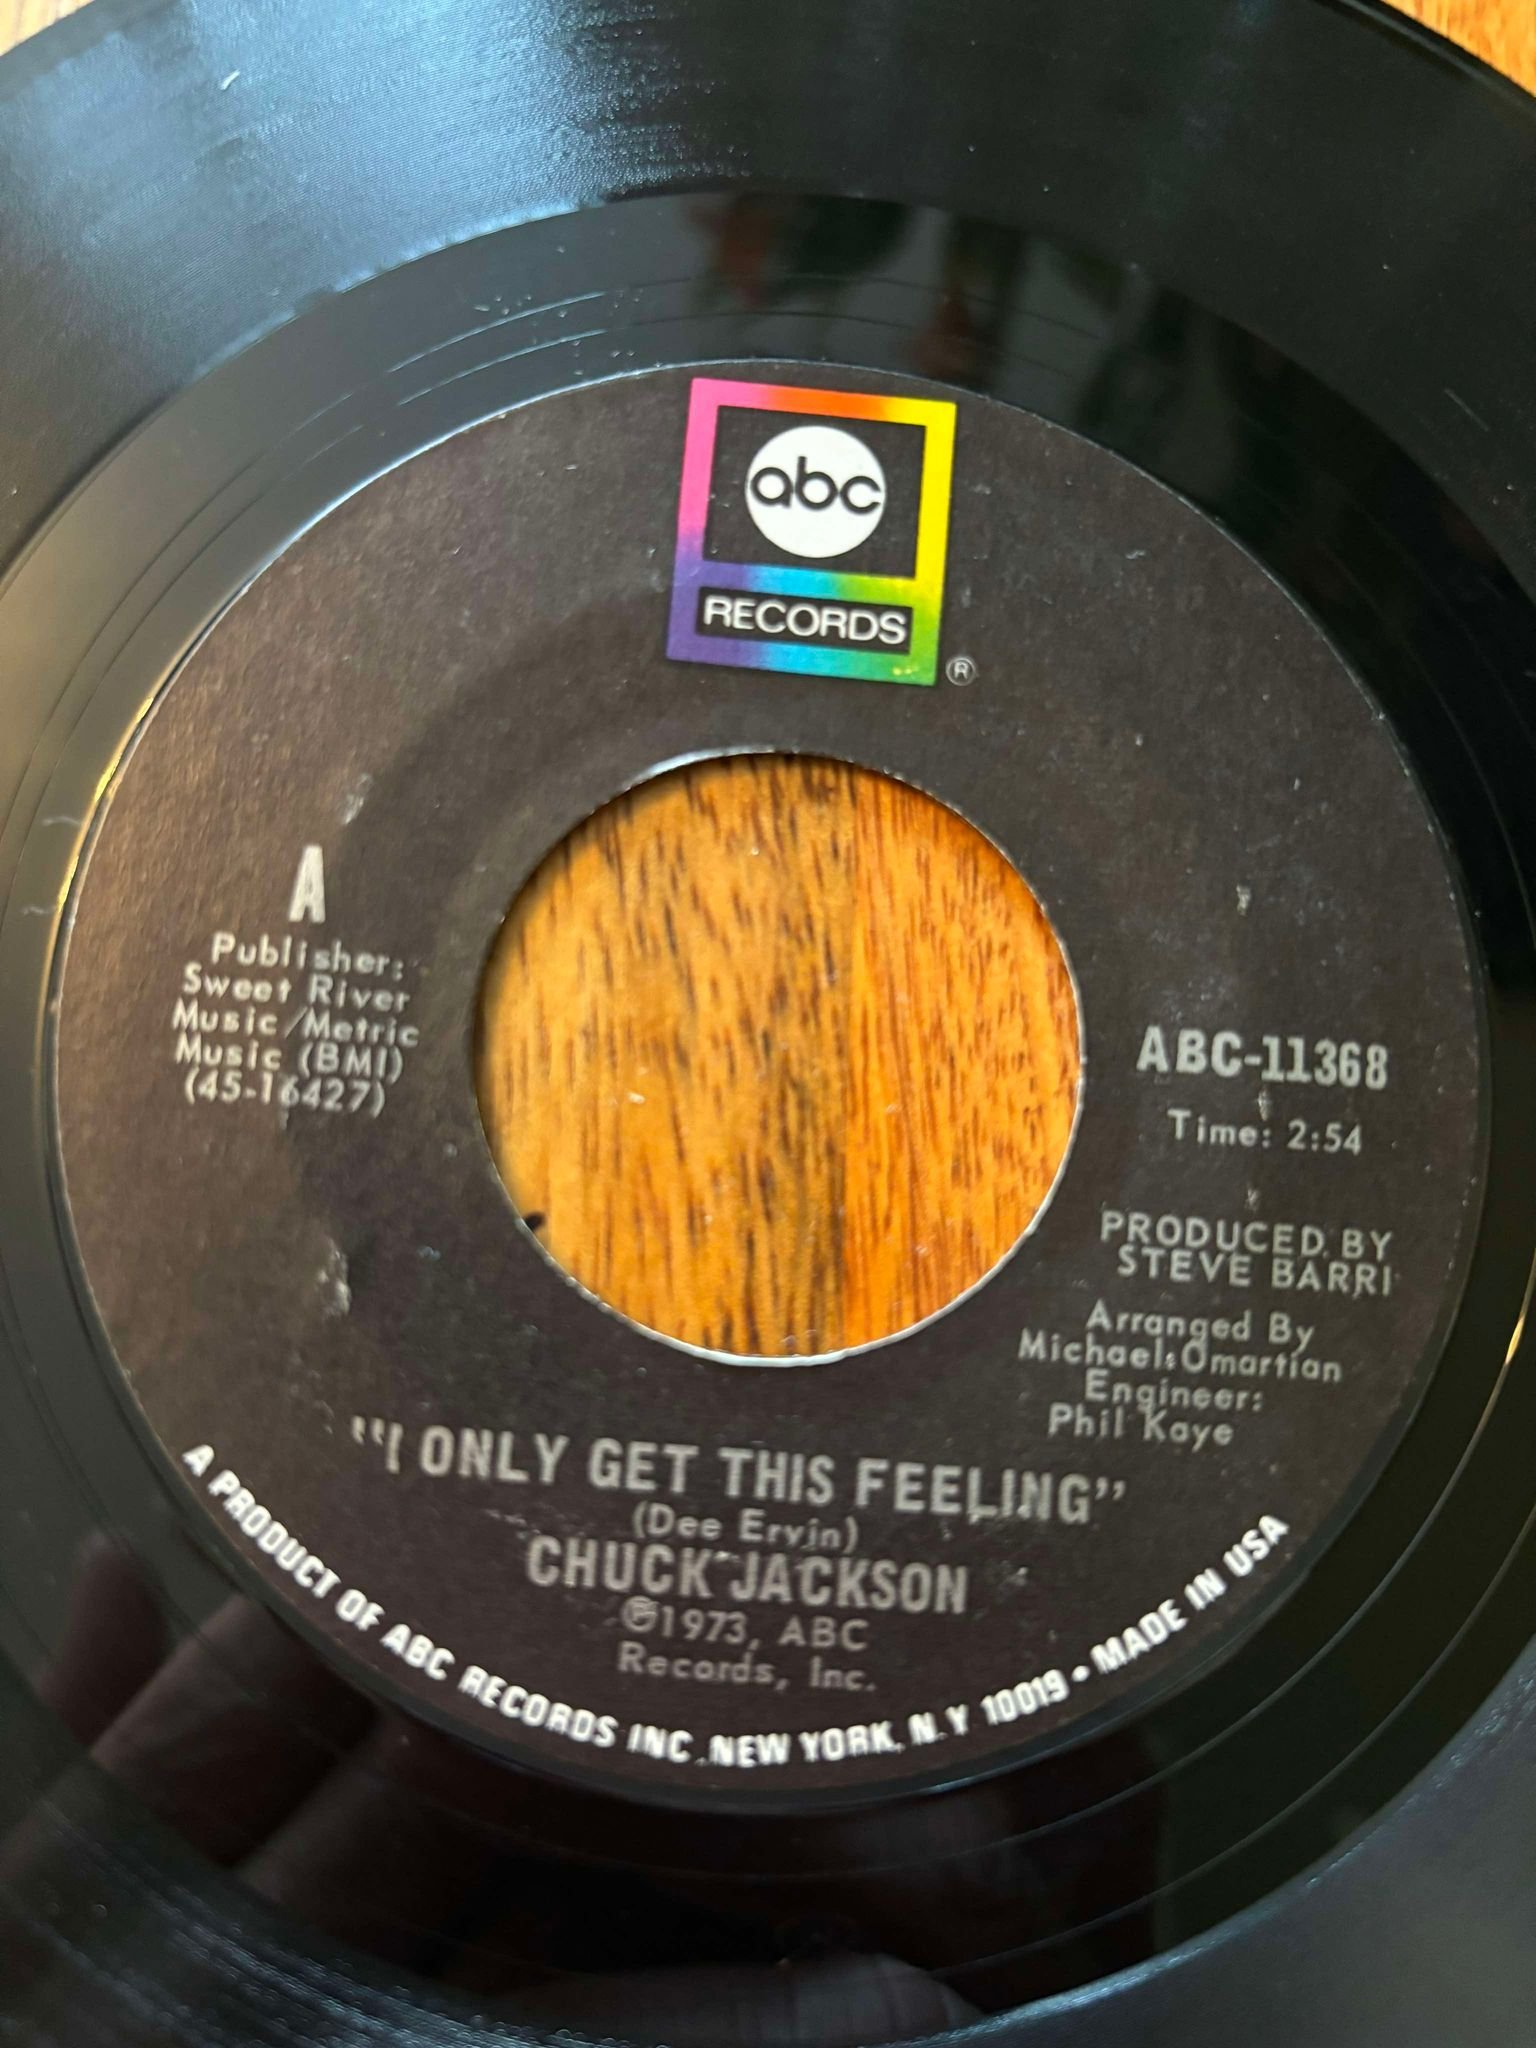 abc
RECORDS
®
A
Publisher:
Sweet River
Music/Metric
Music (BMI)
(45-16427)
ABC-11368
Time: 2:54
PRODUCED BY
STEVE BARRI
Arranged By
Michael Omartian
Engineer:
Phil Kaye
"I ONLY GET THIS FEELING"
(Dee Ervin)
CHUCK JACKSON
℗1973, ABC
Records, Inc.
A PRODUCT OF ABC RECORDS INC. NEW YORK, N.Y. 10019 • MADE IN USA